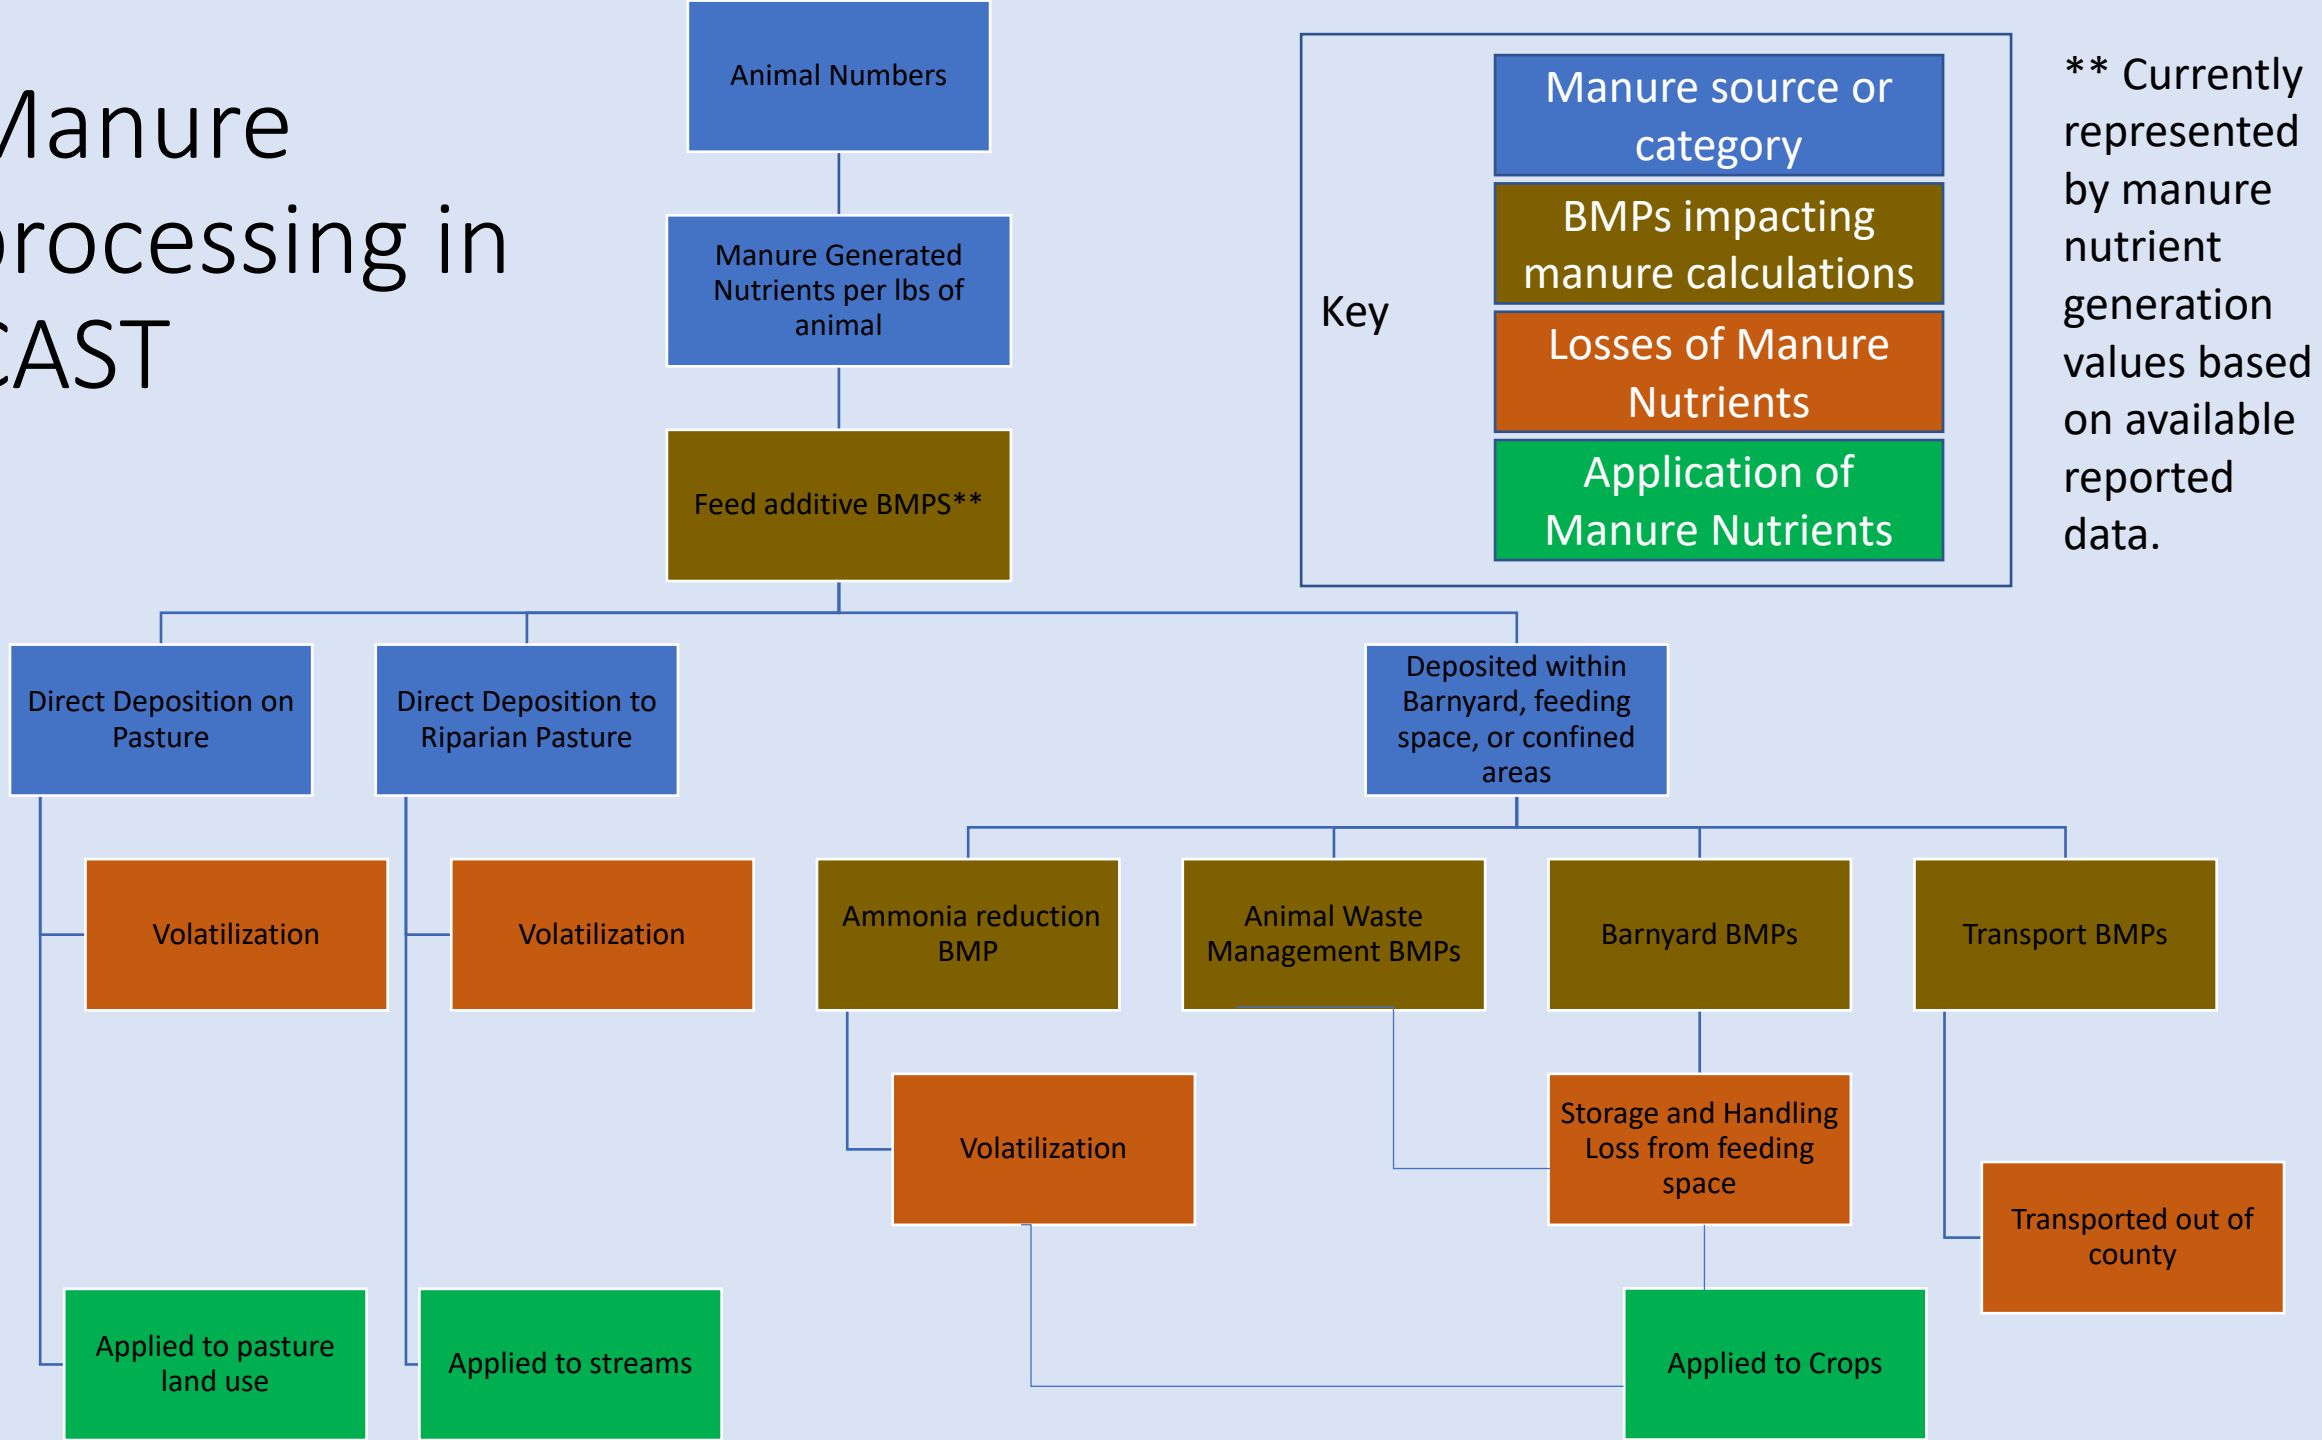 Manure
processing in
CAST
Animal Numbers
Manure Generated
Nutrients per lbs of
animal
Feed additive BMPS**
Key
Manure source or
category
BMPs impacting
manure calculations
Losses of Manure
Nutrients
Application of
Manure Nutrients
** Currently
represented
by manure
nutrient
generation
values based
on available
reported
data.
Direct Deposition on
Pasture
Direct Deposition to
Riparian Pasture
Deposited within
Barnyard, feeding
space, or confined
areas
Volatilization
Volatilization
Ammonia reduction
BMP
Animal Waste
Management BMPs
Barnyard BMPs
Transport BMPs
Volatilization
Storage and Handling
Loss from feeding
space
Transported out of
county
Applied to pasture
land use
Applied to streams
Applied to Crops